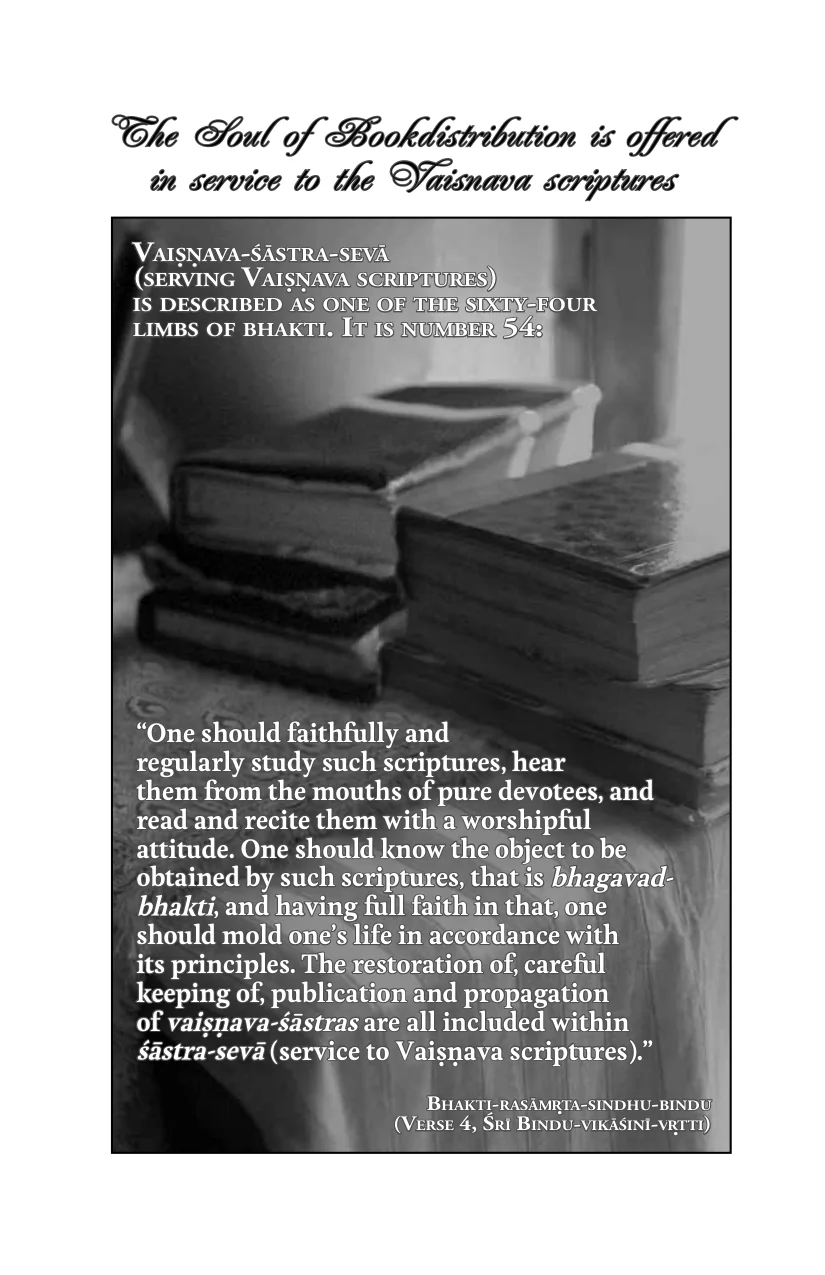 The Soul of Bookdistribution is offered
in service to the Vaisnava scriptures
Vaiṣṇava-śāstra-sevā
(serving Vaiṣṇava scriptures)
is described as one of the sixty-four
limbs of bhakti. It is number 54:
“One should faithfully and
regularly study such scriptures, hear
them from the mouths of pure devotees, and
read and recite them with a worshipful
attitude. One should know the object to be
obtained by such scriptures, that is bhagavad-
bhakti, and having full faith in that, one
should mold one’s life in accordance with
its principles. The restoration of, careful
keeping of, publication and propagation
of vaiṣṇava-śāstras are all included within
śāstra-sevā (service to Vaiṣṇava scriptures).”
Bhakti-rasāmṛta-sindhu-bindu
(Verse 4, Śrī Bindu-vikāśinī-vṛtti)